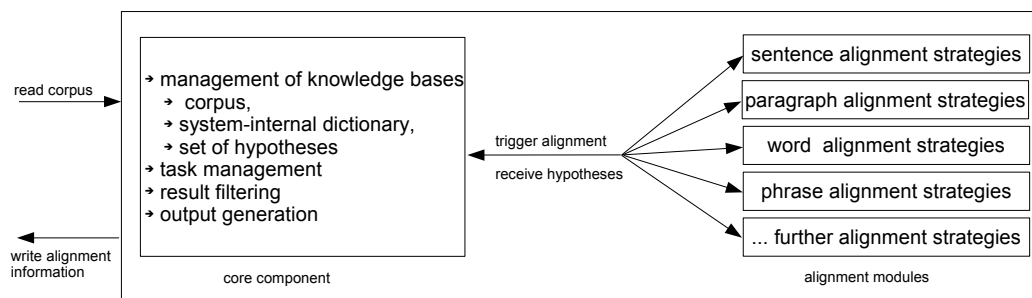 read corpus
write alignment
information
➔ management of knowledge bases
➔ corpus,
➔ system-internal dictionary,
➔ set of hypotheses
➔ task management
➔ result filtering
➔ output generation
core component
trigger alignment
receive hypotheses
sentence alignment strategies
paragraph alignment strategies
word alignment strategies
phrase alignment strategies
... further alignment strategies
alignment modules